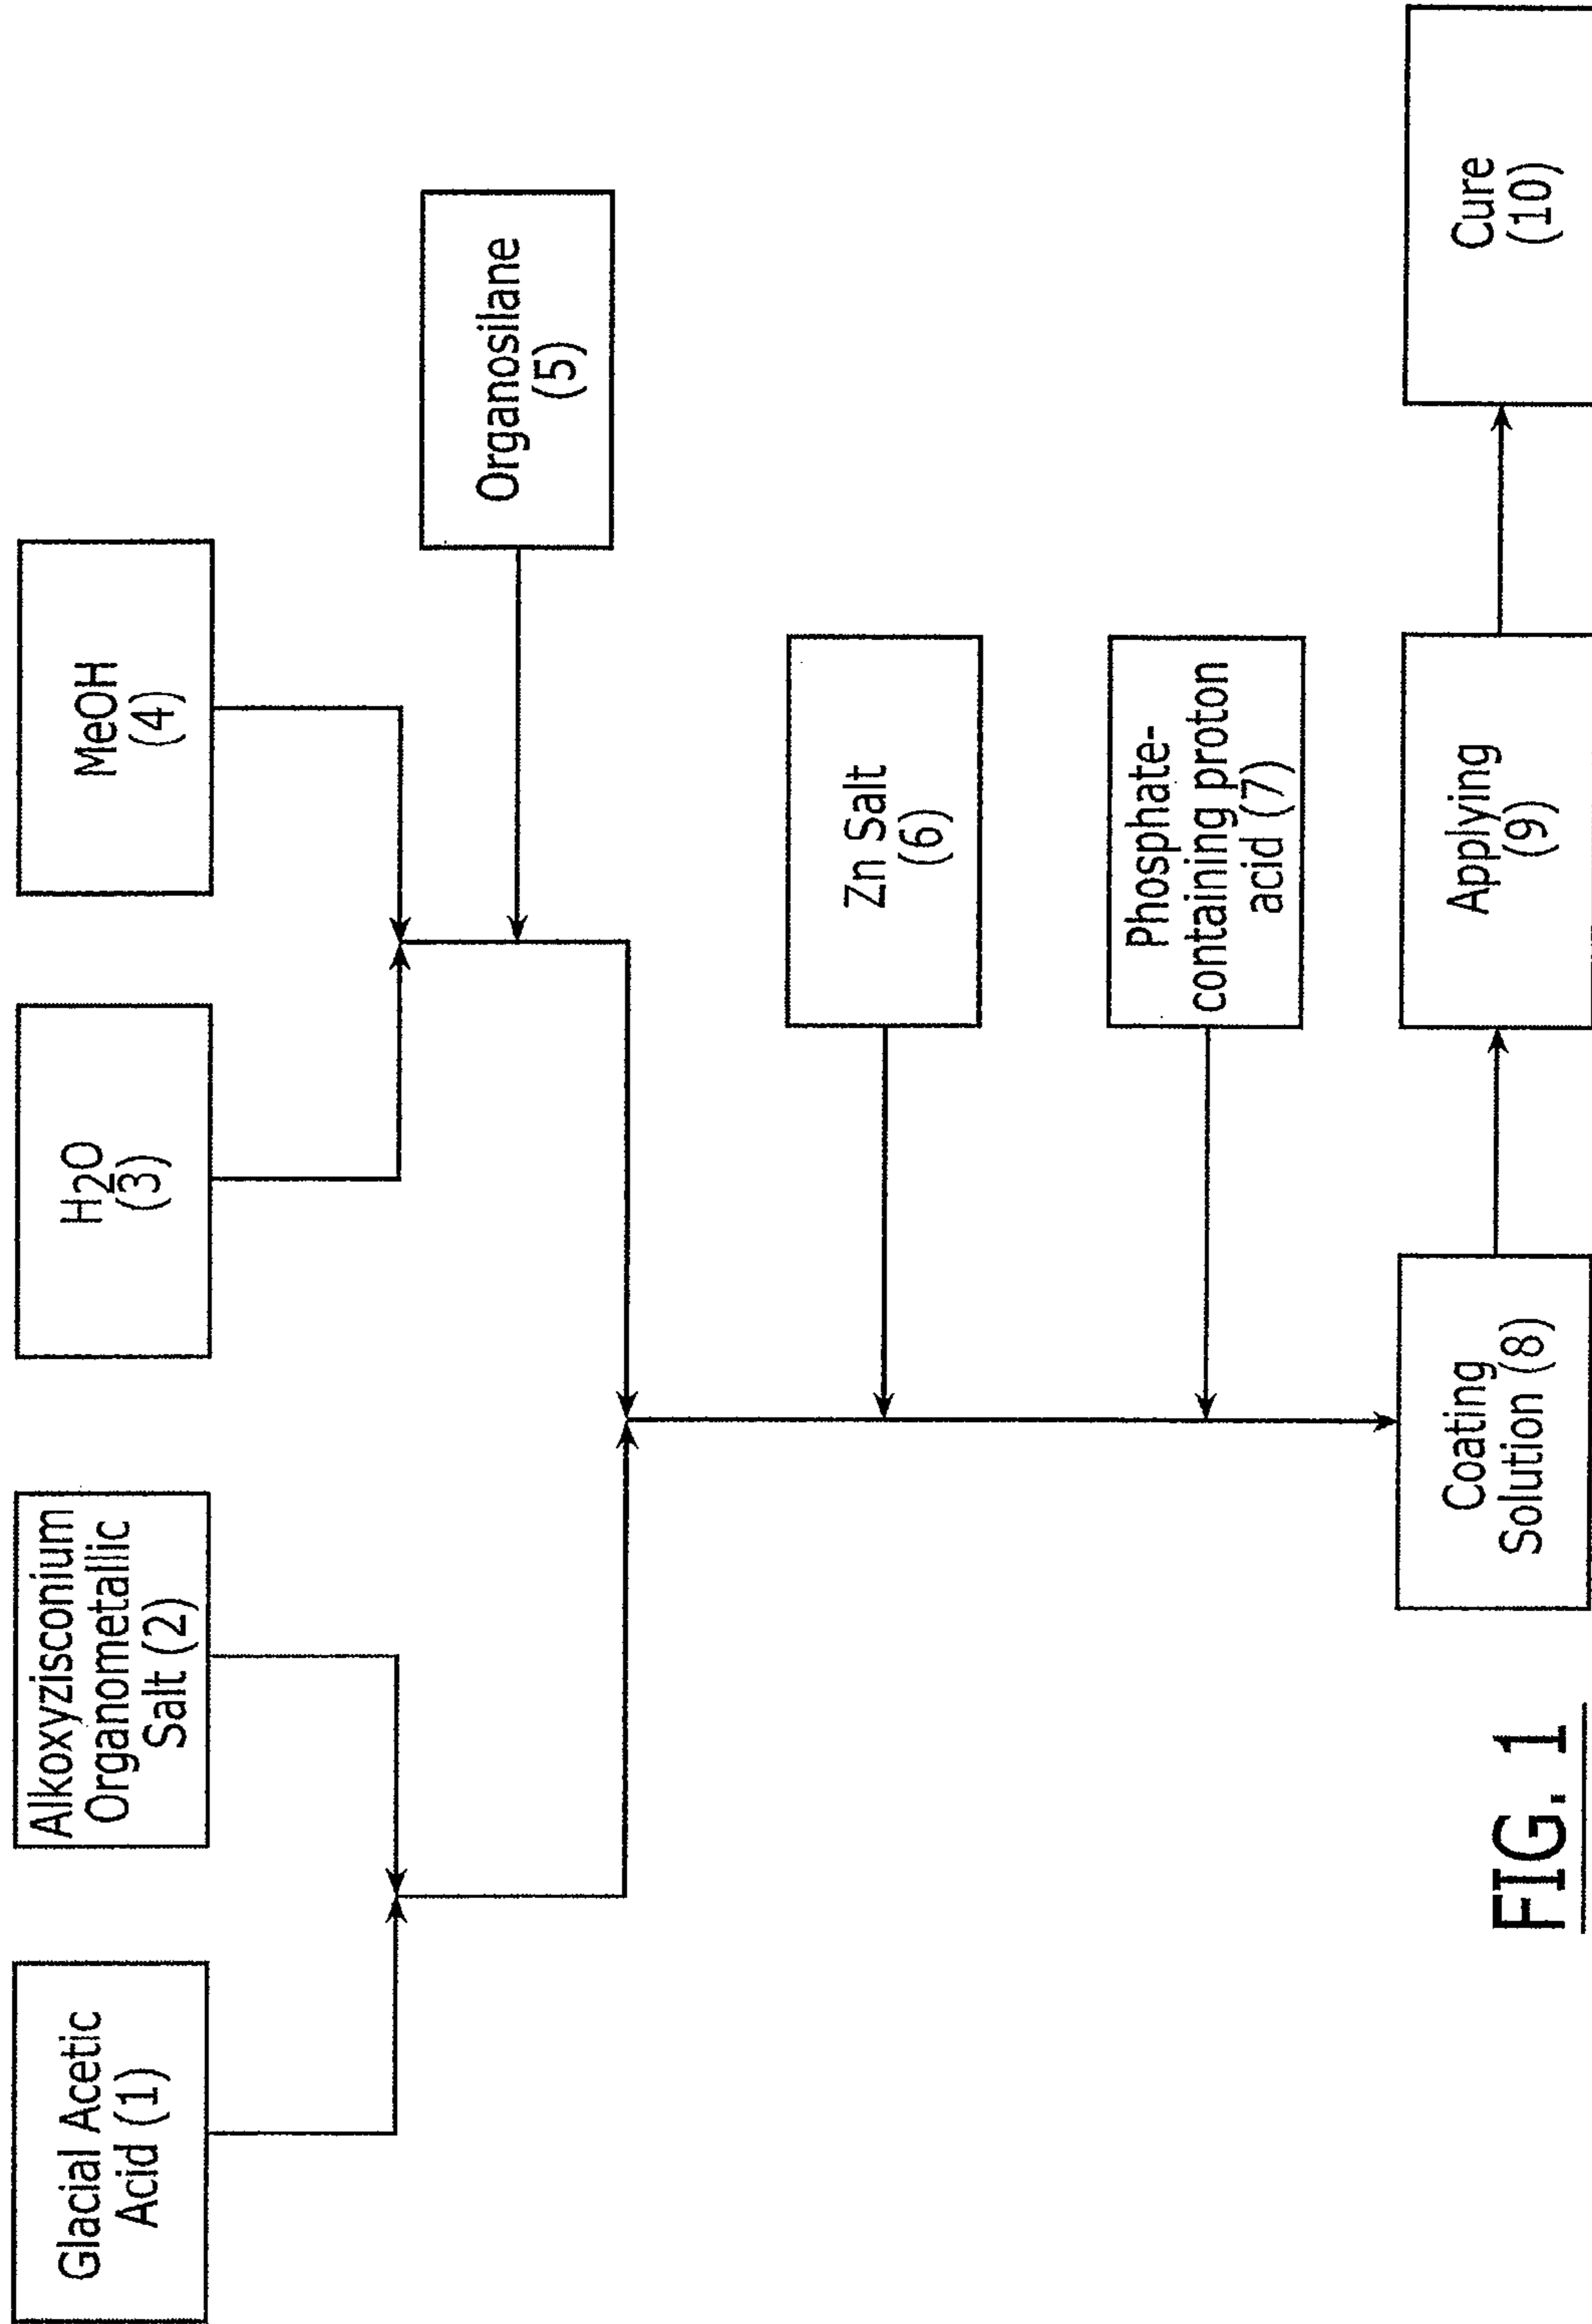 Glacial Acetic
Acid (1)
Alkoxyzisconium
Organometallic
Salt (2)
H2O
(3)
MeOH
(4)
Organosilane
(5)
Zn Salt
(6)
Phosphate-
containing proton
acid (7)
Coating
Solution (8)
Applying
(9)
Cure
(10)
FIG. 1